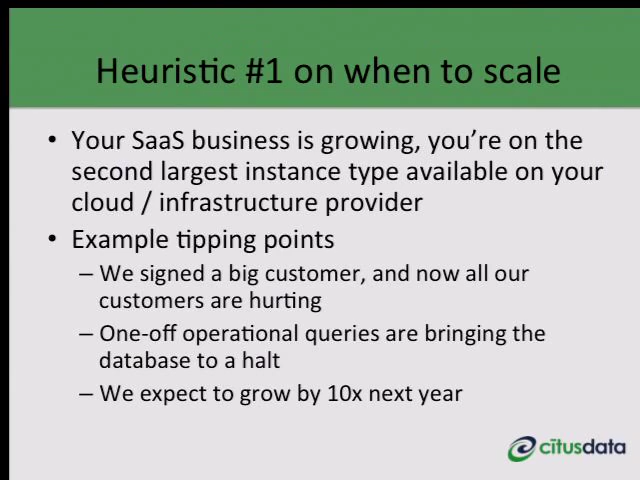 Heuristic #1 on when to scale
• Your SaaS business is growing, you’re on the
second largest instance type available on your
cloud / infrastructure provider
• Example tipping points
– We signed a big customer, and now all our
customers are hurting
– One-off operational queries are bringing the
database to a halt
– We expect to grow by 10x next year
citusdata